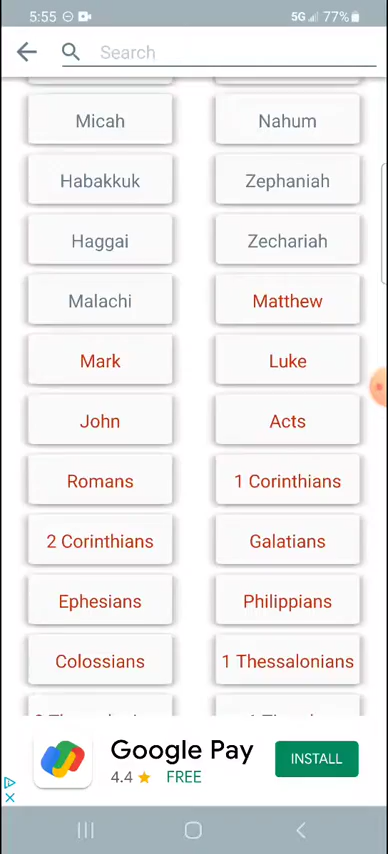 5:55 5G 77%
Search
Micah Nahum
Habakkuk Zephaniah
Haggai Zechariah
Malachi Matthew
Mark Luke
John Acts
Romans 1 Corinthians
2 Corinthians Galatians
Ephesians Philippians
Colossians 1 Thessalonians
Google Pay
4.4 ★ FREE
INSTALL